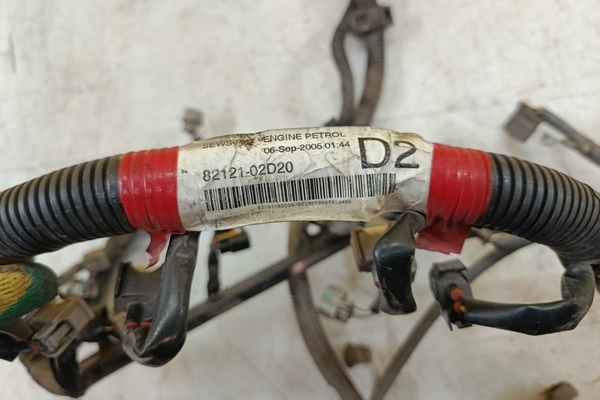 ENGINE PETROL
06-Sep-2005 01:44
D2
82121-02D20